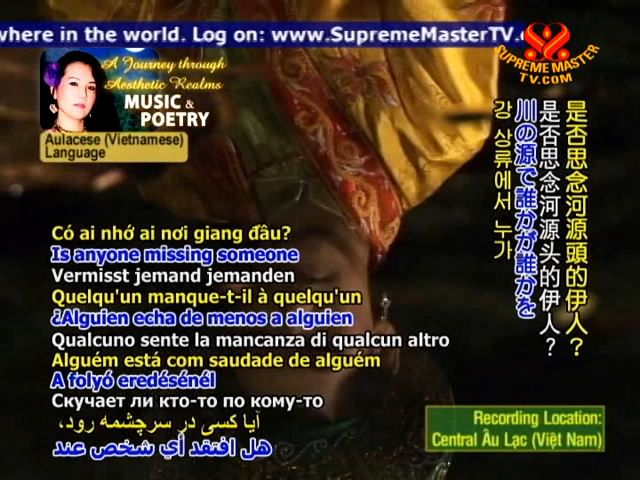 where in the world. Log on: www.SupremeMasterTV.c
SUPREME MASTER
TV.COM
A Journey through
Aesthetic Realms
MUSIC &
POETRY
Aulacese (Vietnamese)
Language
是否思念河源頭的伊人?
是否思念河源头的伊人?
川の源で誰かが誰かを
강 상류에서 누가
Có ai nhớ ai nơi giang đầu?
Is anyone missing someone
Vermisst jemand jemanden
Quelqu'un manque-t-il à quelqu'un
¿Alguien echa de menos a alguien
Qualcuno sente la mancanza di qualcun altro
Alguém está com saudade de alguém
A folyó eredésénél
Скучает ли кто-то по кому-то
آیا کسی در سرچشمه رود،
هل افتقد أي شخص عند
Recording Location:
Central Âu Lạc (Việt Nam)